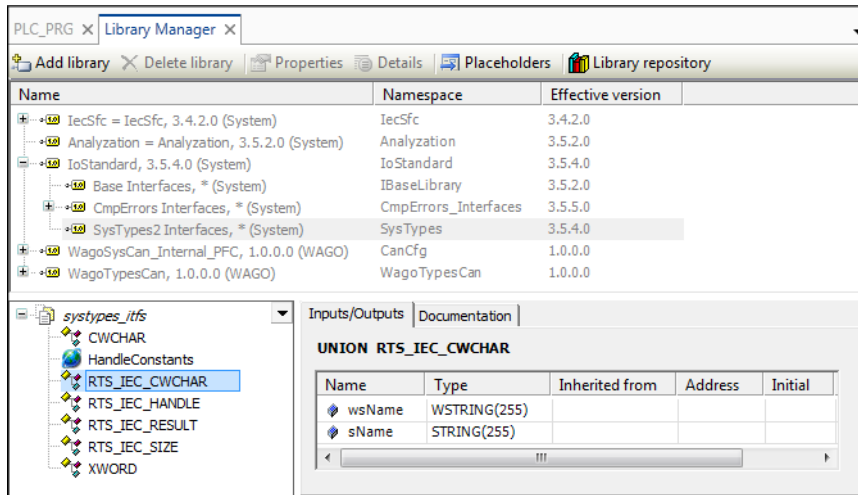 PLC_PRG Library Manager
Add library Delete library Properties Details Placeholders Library repository
Name Namespace Effective version
IecSfc = IecSfc, 3.4.2.0 (System) IecSfc 3.4.2.0
Analyzation = Analyzation, 3.5.2.0 (System) Analyzation 3.5.2.0
IoStandard, 3.5.4.0 (System) IoStandard 3.5.4.0
Base Interfaces, * (System) IBaseLibrary 3.5.2.0
CmpErrors Interfaces, * (System) CmpErrors_Interfaces 3.5.5.0
SysTypes2 Interfaces, * (System) SysTypes 3.5.4.0
WagoSysCan_Internal_PFC, 1.0.0.0 (WAGO) CanCfg 1.0.0.0
WagoTypesCan, 1.0.0.0 (WAGO) WagoTypesCan 1.0.0.0
systypes_itfs
CWCHAR
HandleConstants
RTS_IEC_CWCHAR
RTS_IEC_HANDLE
RTS_IEC_RESULT
RTS_IEC_SIZE
XWORD
Inputs/Outputs Documentation
UNION RTS_IEC_CWCHAR
Name Type Inherited from Address Initial
wsName WSTRING(255)
sName STRING(255)